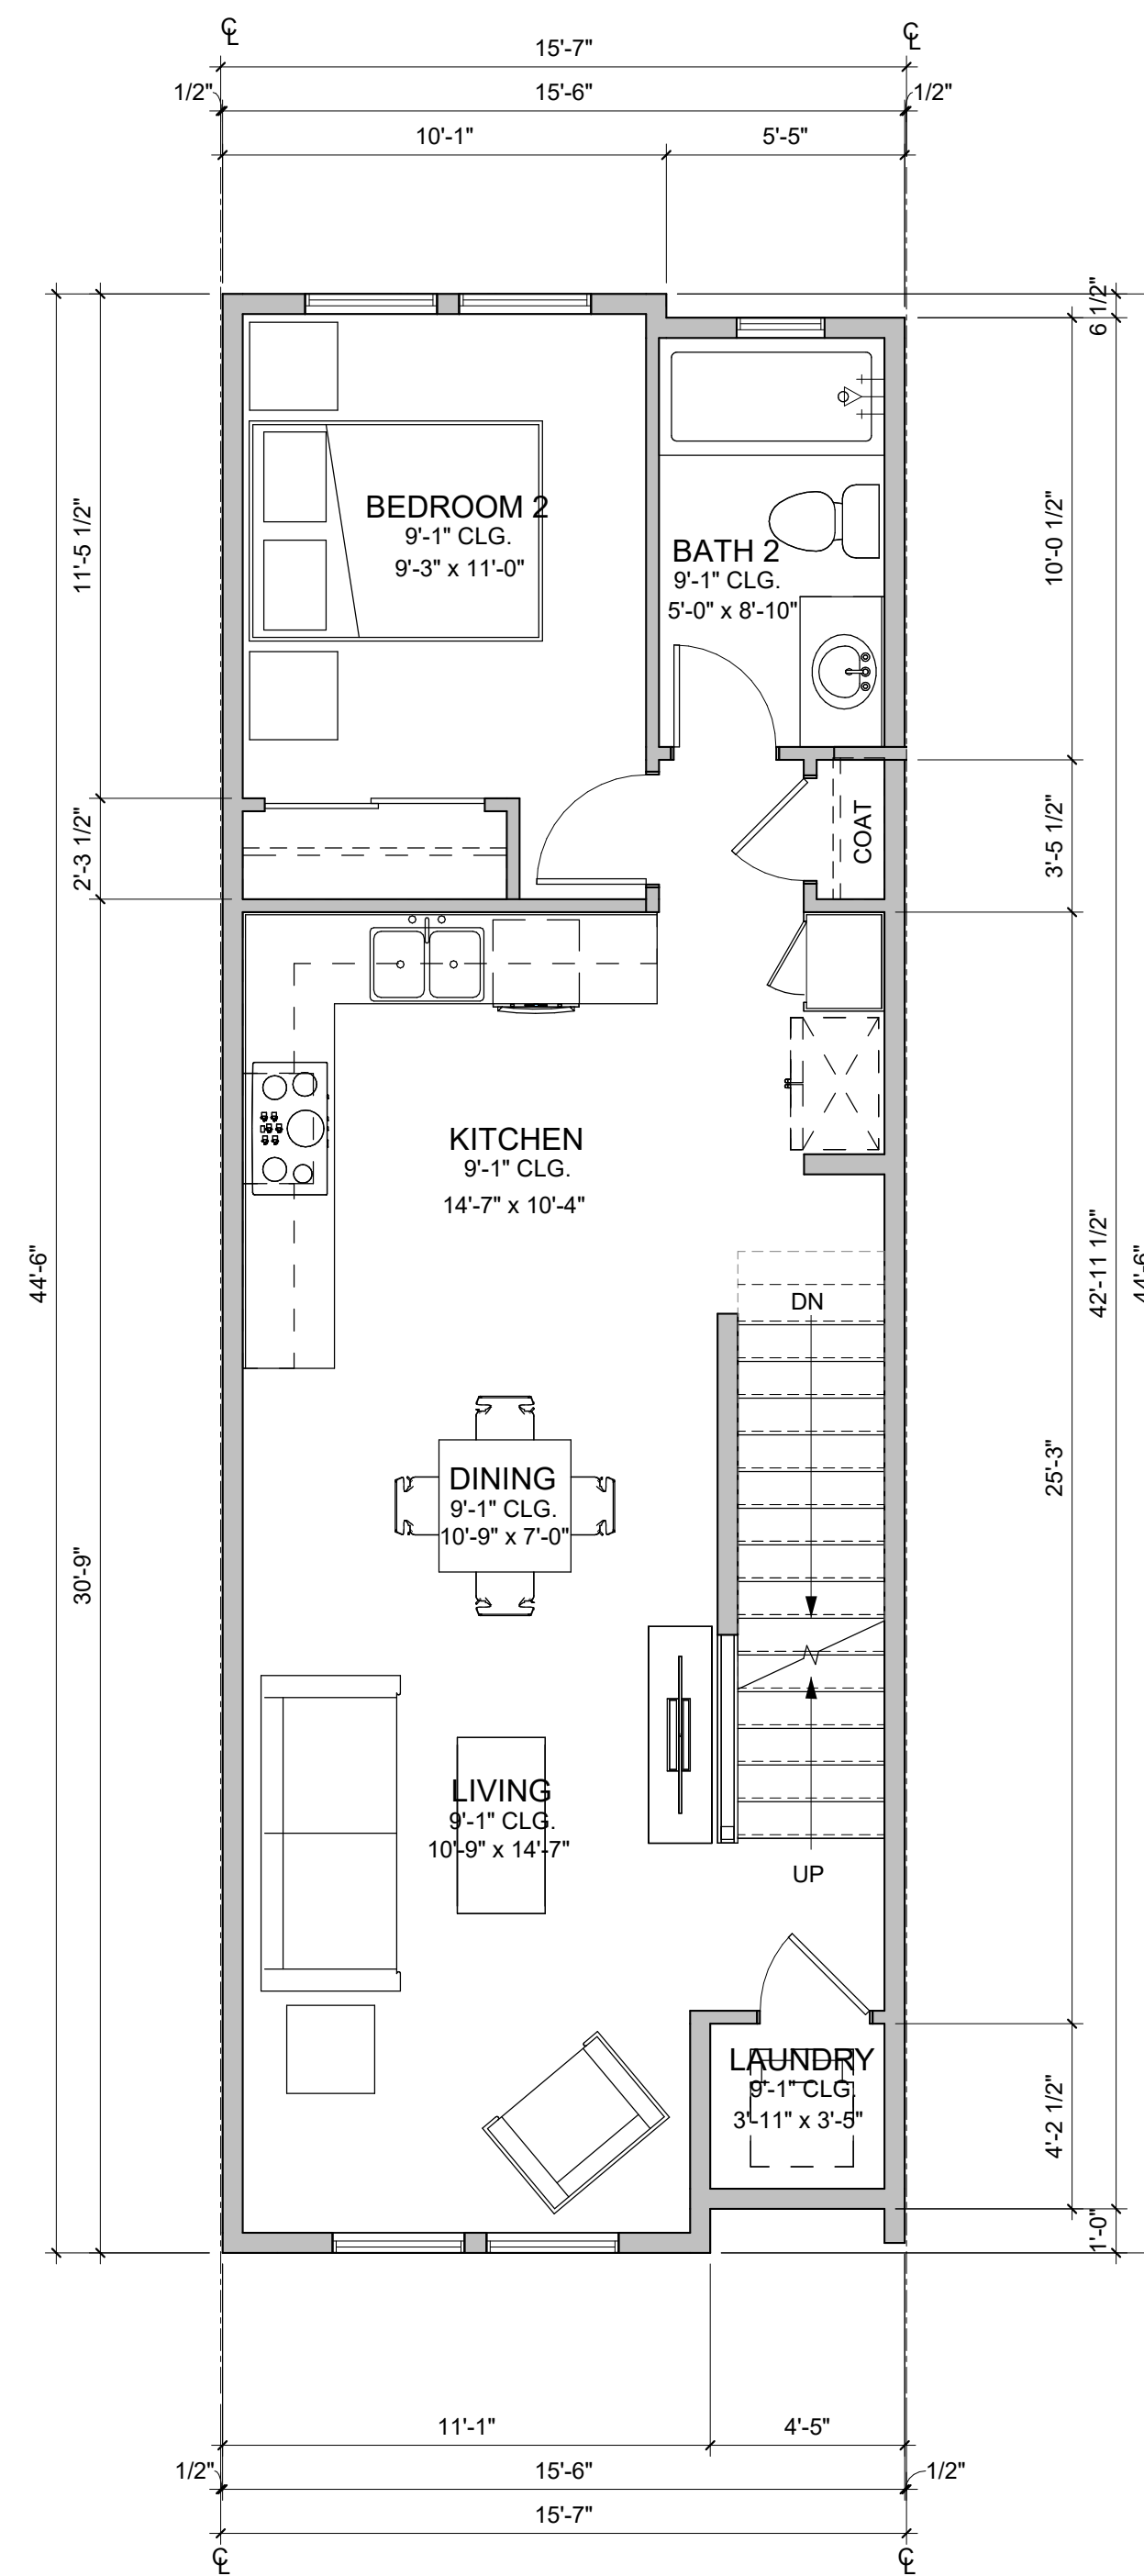 ℄
℄
15'-7"
1/2"
15'-6"
1/2"
10'-1"
5'-5"
6 1/2"
11'-5 1/2"
10'-0 1/2"
BEDROOM 2
9'-1" CLG.
9'-3" x 11'-0"
BATH 2
9'-1" CLG.
5'-0" x 8'-10"
2'-3 1/2"
COAT
3'-5 1/2"
KITCHEN
9'-1" CLG.
14'-7" x 10'-4"
44'-6"
42'-11 1/2"
44'-6"
DN
DINING
9'-1" CLG.
10'-9" x 7'-0"
25'-3"
30'-9"
LIVING
9'-1" CLG.
10'-9" x 14'-7"
UP
LAUNDRY
9'-1" CLG.
3'-11" x 3'-5"
4'-2 1/2"
1'-0"
11'-1"
4'-5"
1/2"
15'-6"
1/2"
15'-7"
℄
℄